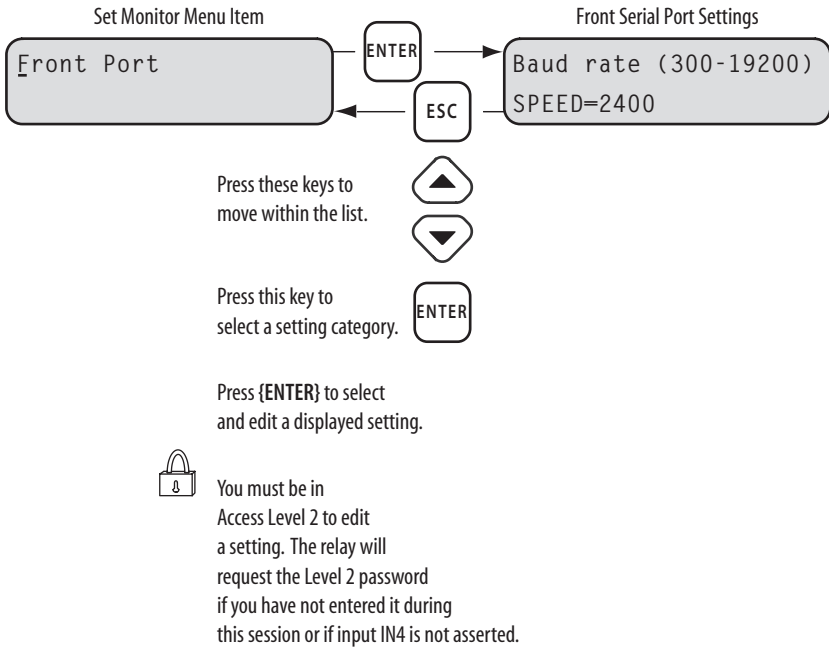 Set Monitor Menu Item
Front Serial Port Settings
Front Port
ENTER
Baud rate (300-19200)
SPEED=2400
ESC
Press these keys to
move within the list.
Press this key to
select a setting category.
ENTER
Press {ENTER} to select
and edit a displayed setting.
You must be in
Access Level 2 to edit
a setting. The relay will
request the Level 2 password
if you have not entered it during
this session or if input IN4 is not asserted.